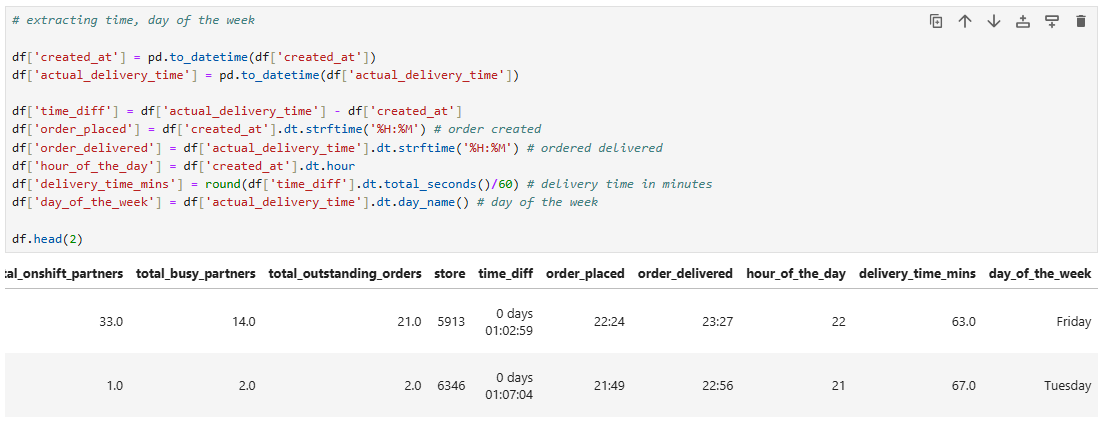 # extracting time, day of the week
df['created_at'] = pd.to_datetime(df['created_at'])
df['actual_delivery_time'] = pd.to_datetime(df['actual_delivery_time'])
df['time_diff'] = df['actual_delivery_time'] - df['created_at']
df['order_placed'] = df['created_at'].dt.strftime('%H:%M') # order created
df['order_delivered'] = df['actual_delivery_time'].dt.strftime('%H:%M') # ordered delivered
df['hour_of_the_day'] = df['created_at'].dt.hour
df['delivery_time_mins'] = round(df['time_diff'].dt.total_seconds()/60) # delivery time in minutes
df['day_of_the_week'] = df['actual_delivery_time'].dt.day_name() # day of the week
df.head(2)
al_onshift_partners total_busy_partners total_outstanding_orders store time_diff order_placed order_delivered hour_of_the_day delivery_time_mins day_of_the_week
33.0 14.0 21.0 5913 0 days 01:02:59 22:24 23:27 22 63.0 Friday
1.0 2.0 2.0 6346 0 days 01:07:04 21:49 22:56 21 67.0 Tuesday